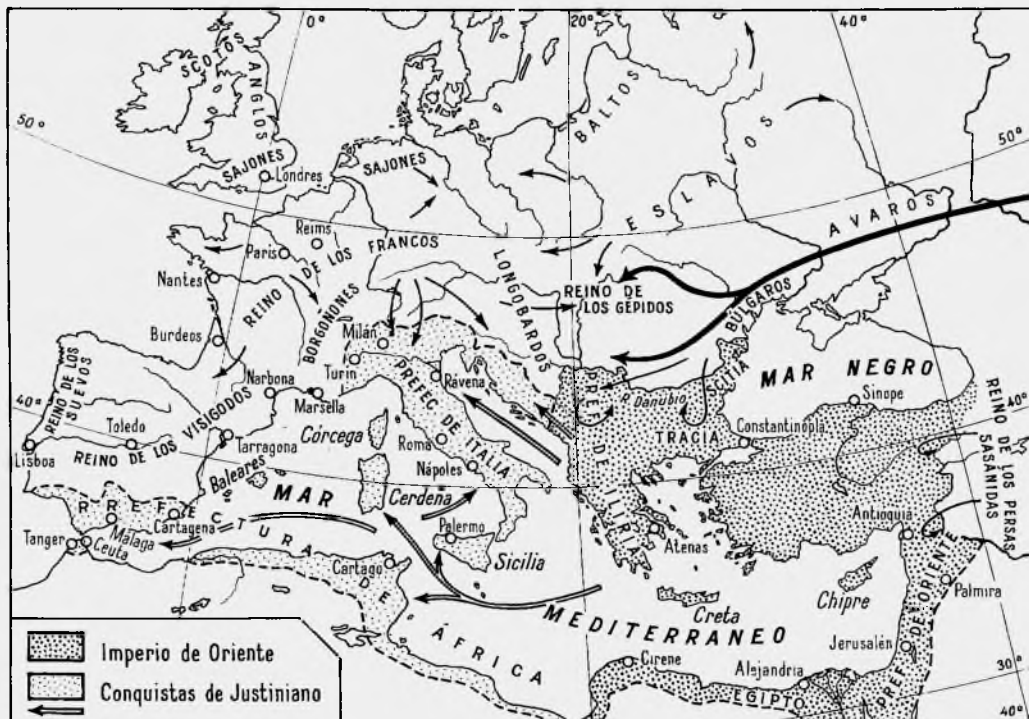 0°
20°
40°
50°
SCOTOS
ANGLOS
SAJONES
Londres
SAJONES
BALTOS
50°
ESLAVOS
AVAROS
Reims
París
REINO DE LOS FRANCOS
Nantes
BORGOÑONES
LONGOBARDOS
REINO DE
LOS GÉPIDOS
BÚLGAROS
Burdeos
Milán
Turín
Rávena
PREFEC DE ITALIA
PREF DE ILIRIA
R. Danubio
SCITIA
MAR NEGRO
Sinope
REINO DE LOS PERSAS
SASÁNIDAS
40°
40°
REINO DE LOS
SUEVOS
Narbona
Marsella
Toledo
Lisboa
REINO DE LOS VISIGODOS
Tarragona
Baleares
Córcega
Roma
Nápoles
Cerdeña
TRACIA
Constantinopla
Antioquía
MAR
MEDITERRANEO
Cartagena
Málaga
Tanger
Ceuta
PREFECTURA DE ÁFRICA
Cartago
Palermo
Sicilia
Atenas
Creta
Chipre
Palmira
PREF DE ORIENTE
Jerusalén
Cirene
Alejandría
EGIPTO
30°
40°
Imperio de Oriente
Conquistas de Justiniano